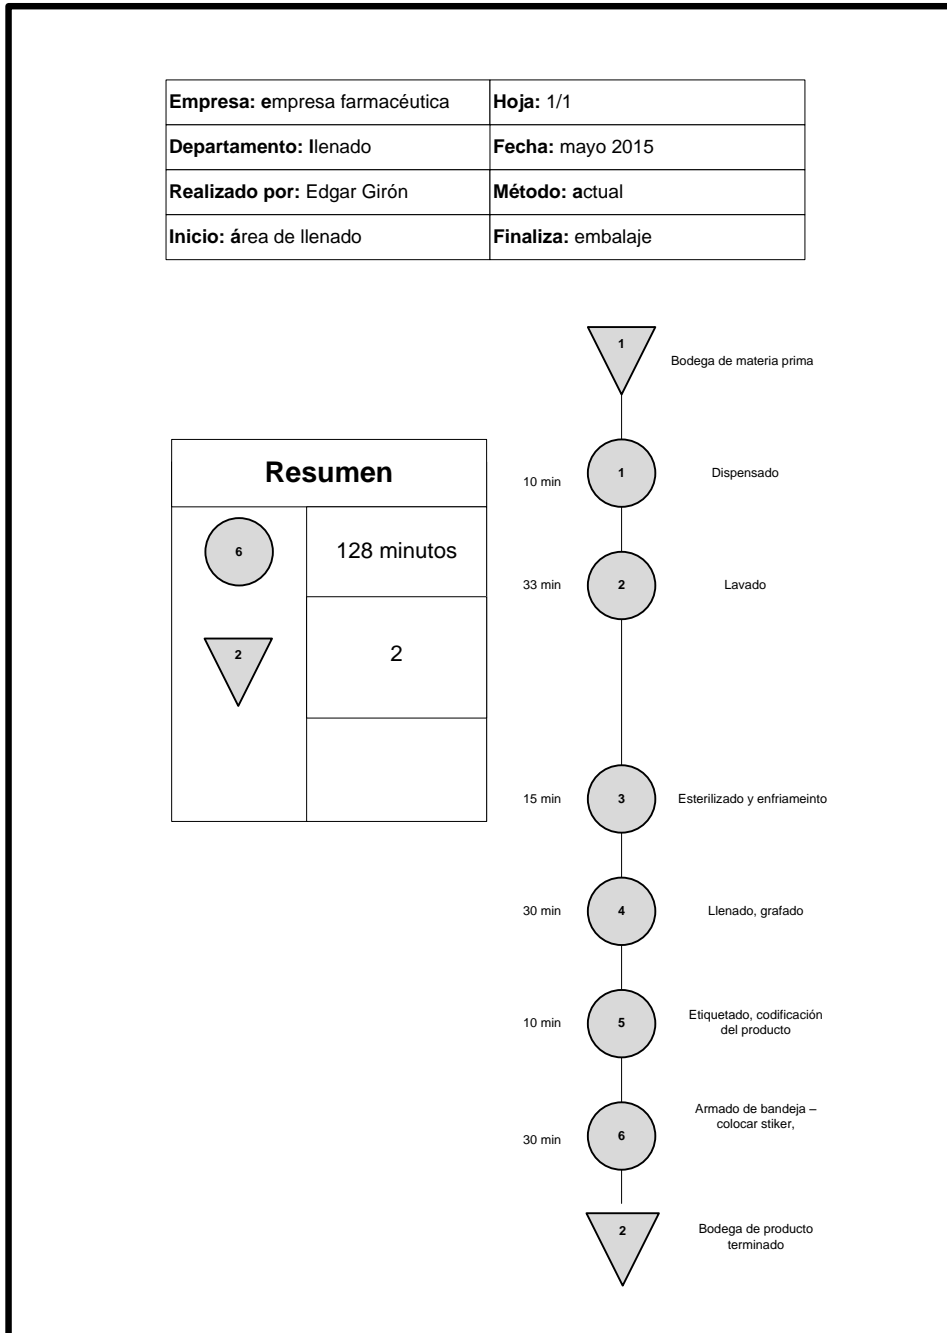 Empresa: empresa farmacéutica
Hoja: 1/1
Departamento: llenado
Fecha: mayo 2015
Realizado por: Edgar Girón
Método: actual
Inicio: área de llenado
Finaliza: embalaje
1
Bodega de materia prima
Resumen
6
128 minutos
2
2
10 min
1
Dispensado
33 min
2
Lavado
15 min
3
Esterilizado y enfriameinto
30 min
4
Llenado, grafado
10 min
5
Etiquetado, codificación
del producto
30 min
6
Armado de bandeja –
colocar stiker,
2
Bodega de producto
terminado